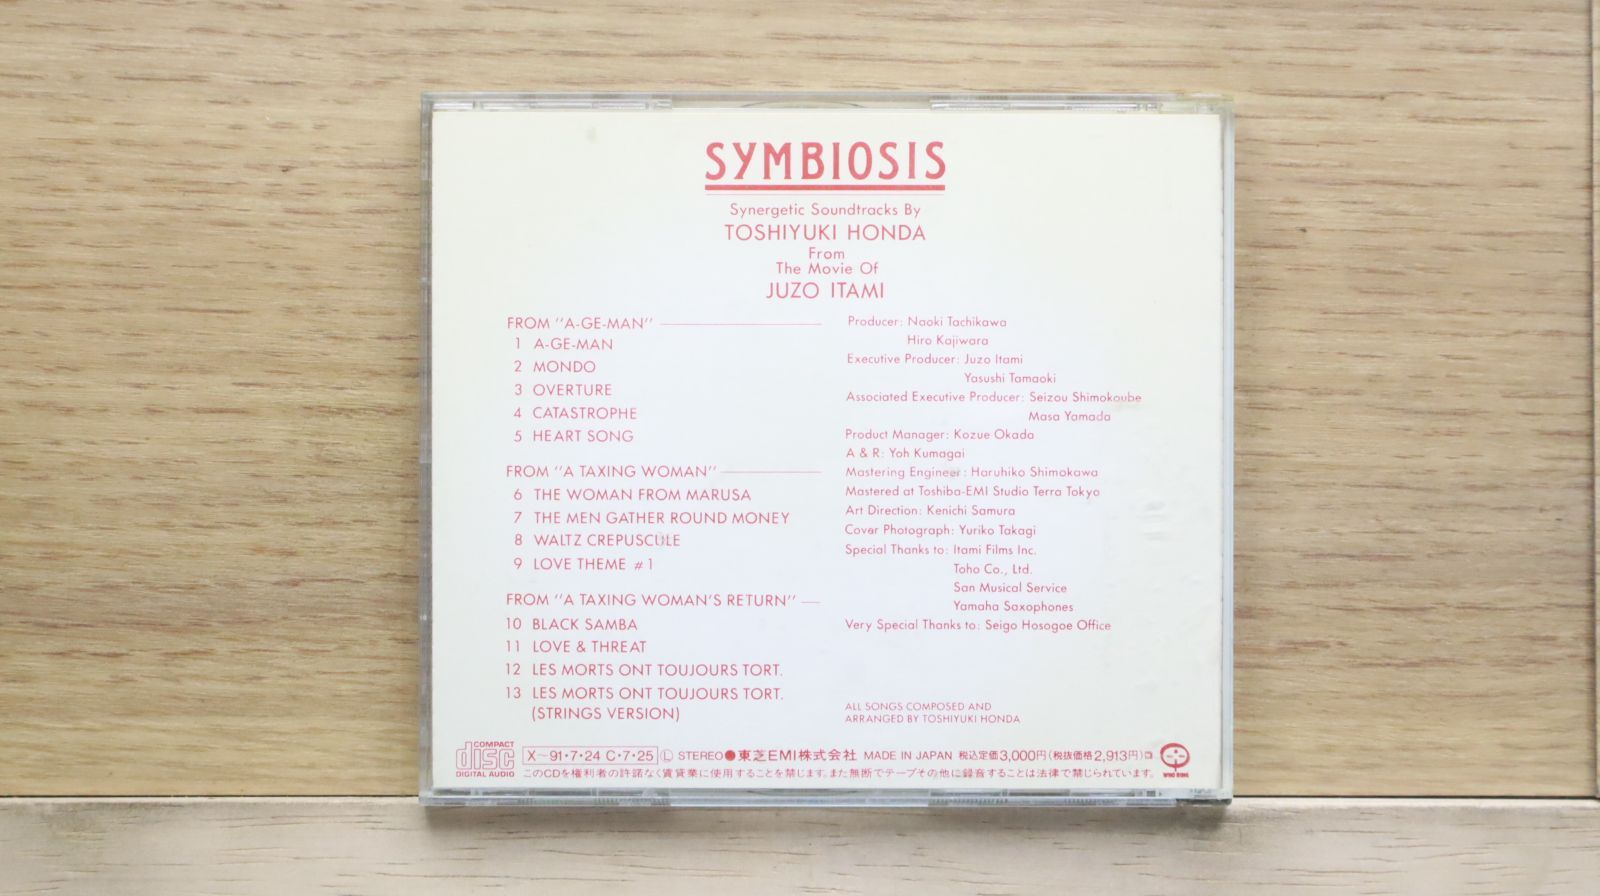 SYMBIOSIS
Synergetic Soundtracks By
TOSHIYUKI HONDA
From
The Movie Of
JUZO ITAMI
FROM "A-GE-MAN"
1 A-GE-MAN
2 MONDO
3 OVERTURE
4 CATASTROPHE
5 HEART SONG
FROM "A TAXING WOMAN"
6 THE WOMAN FROM MARUSA
7 THE MEN GATHER ROUND MONEY
8 WALTZ CREPUSCULE
9 LOVE THEME #1
FROM "A TAXING WOMAN'S RETURN"
10 BLACK SAMBA
11 LOVE & THREAT
12 LES MORTS ONT TOUJOURS TORT.
13 LES MORTS ONT TOUJOURS TORT.
(STRINGS VERSION)
Producer: Naoki Tachikawa
Hiro Kajiwara
Executive Producer: Juzo Itami
Yasushi Tamaoki
Associated Executive Producer: Seizou Shimokoube
Masa Yamada
Product Manager: Kozue Okada
A & R: Yoh Kumagai
Mastering Engineer: Haruhiko Shimokawa
Mastered at Toshiba-EMI Studio Terra Tokyo
Art Direction: Kenichi Samura
Cover Photograph: Yuriko Takagi
Special Thanks to: Itami Films Inc.
Toho Co., Ltd.
San Musical Service
Yamaha Saxophones
Very Special Thanks to: Seigo Hosogoe Office
ALL SONGS COMPOSED AND
ARRANGED BY TOSHIYUKI HONDA
COMPACT
disc
DIGITAL AUDIO
X～91・7・24 C・7・25 Ⓛ STEREO●東芝EMI株式会社 MADE IN JAPAN 税込定価3,000円(税抜価格2,913円)
このCDを権利者の許諾なく賃貸業に使用することを禁じます。また無断でテープその他に録音することは法律で禁じられています。
WHO RING